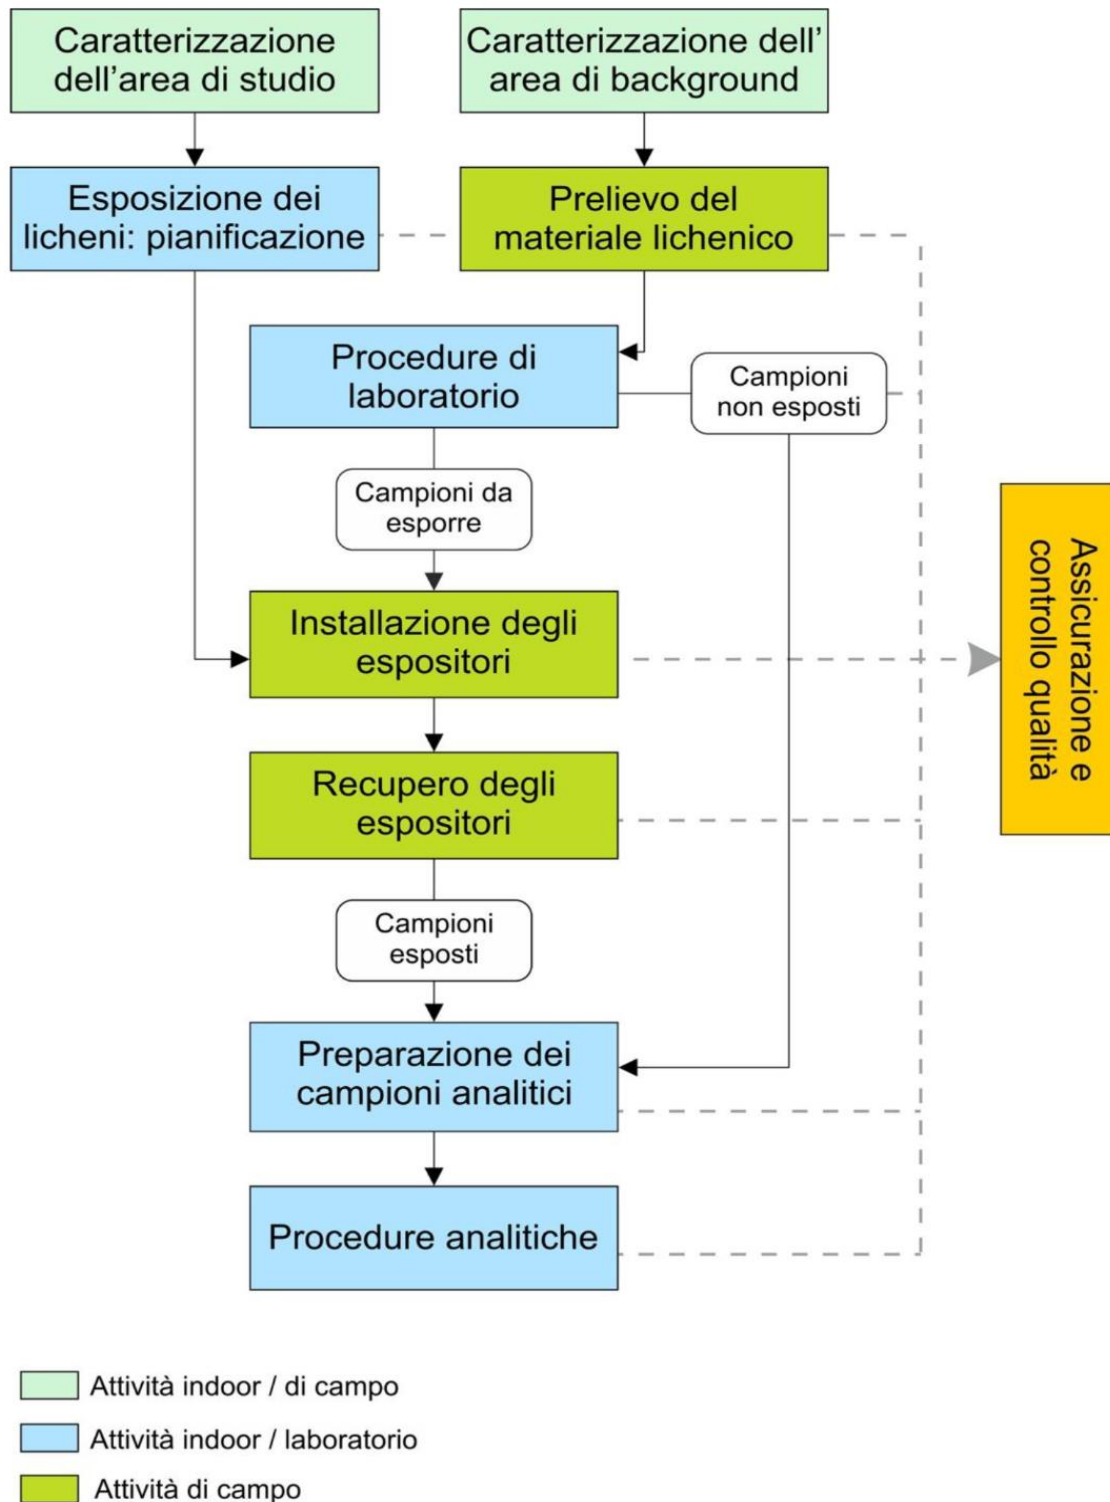 Caratterizzazione
dell’area di studio
Caratterizzazione dell’
area di background
Esposizione dei
licheni: pianificazione
Prelievo del
materiale lichenico
Procedure di
laboratorio
Campioni
non esposti
Campioni da
esporre
Installazione degli
espositori
Assicurazione e
controllo qualità
Recupero degli
espositori
Campioni
esposti
Preparazione dei
campioni analitici
Procedure analitiche
Attività indoor / di campo
Attività indoor / laboratorio
Attività di campo